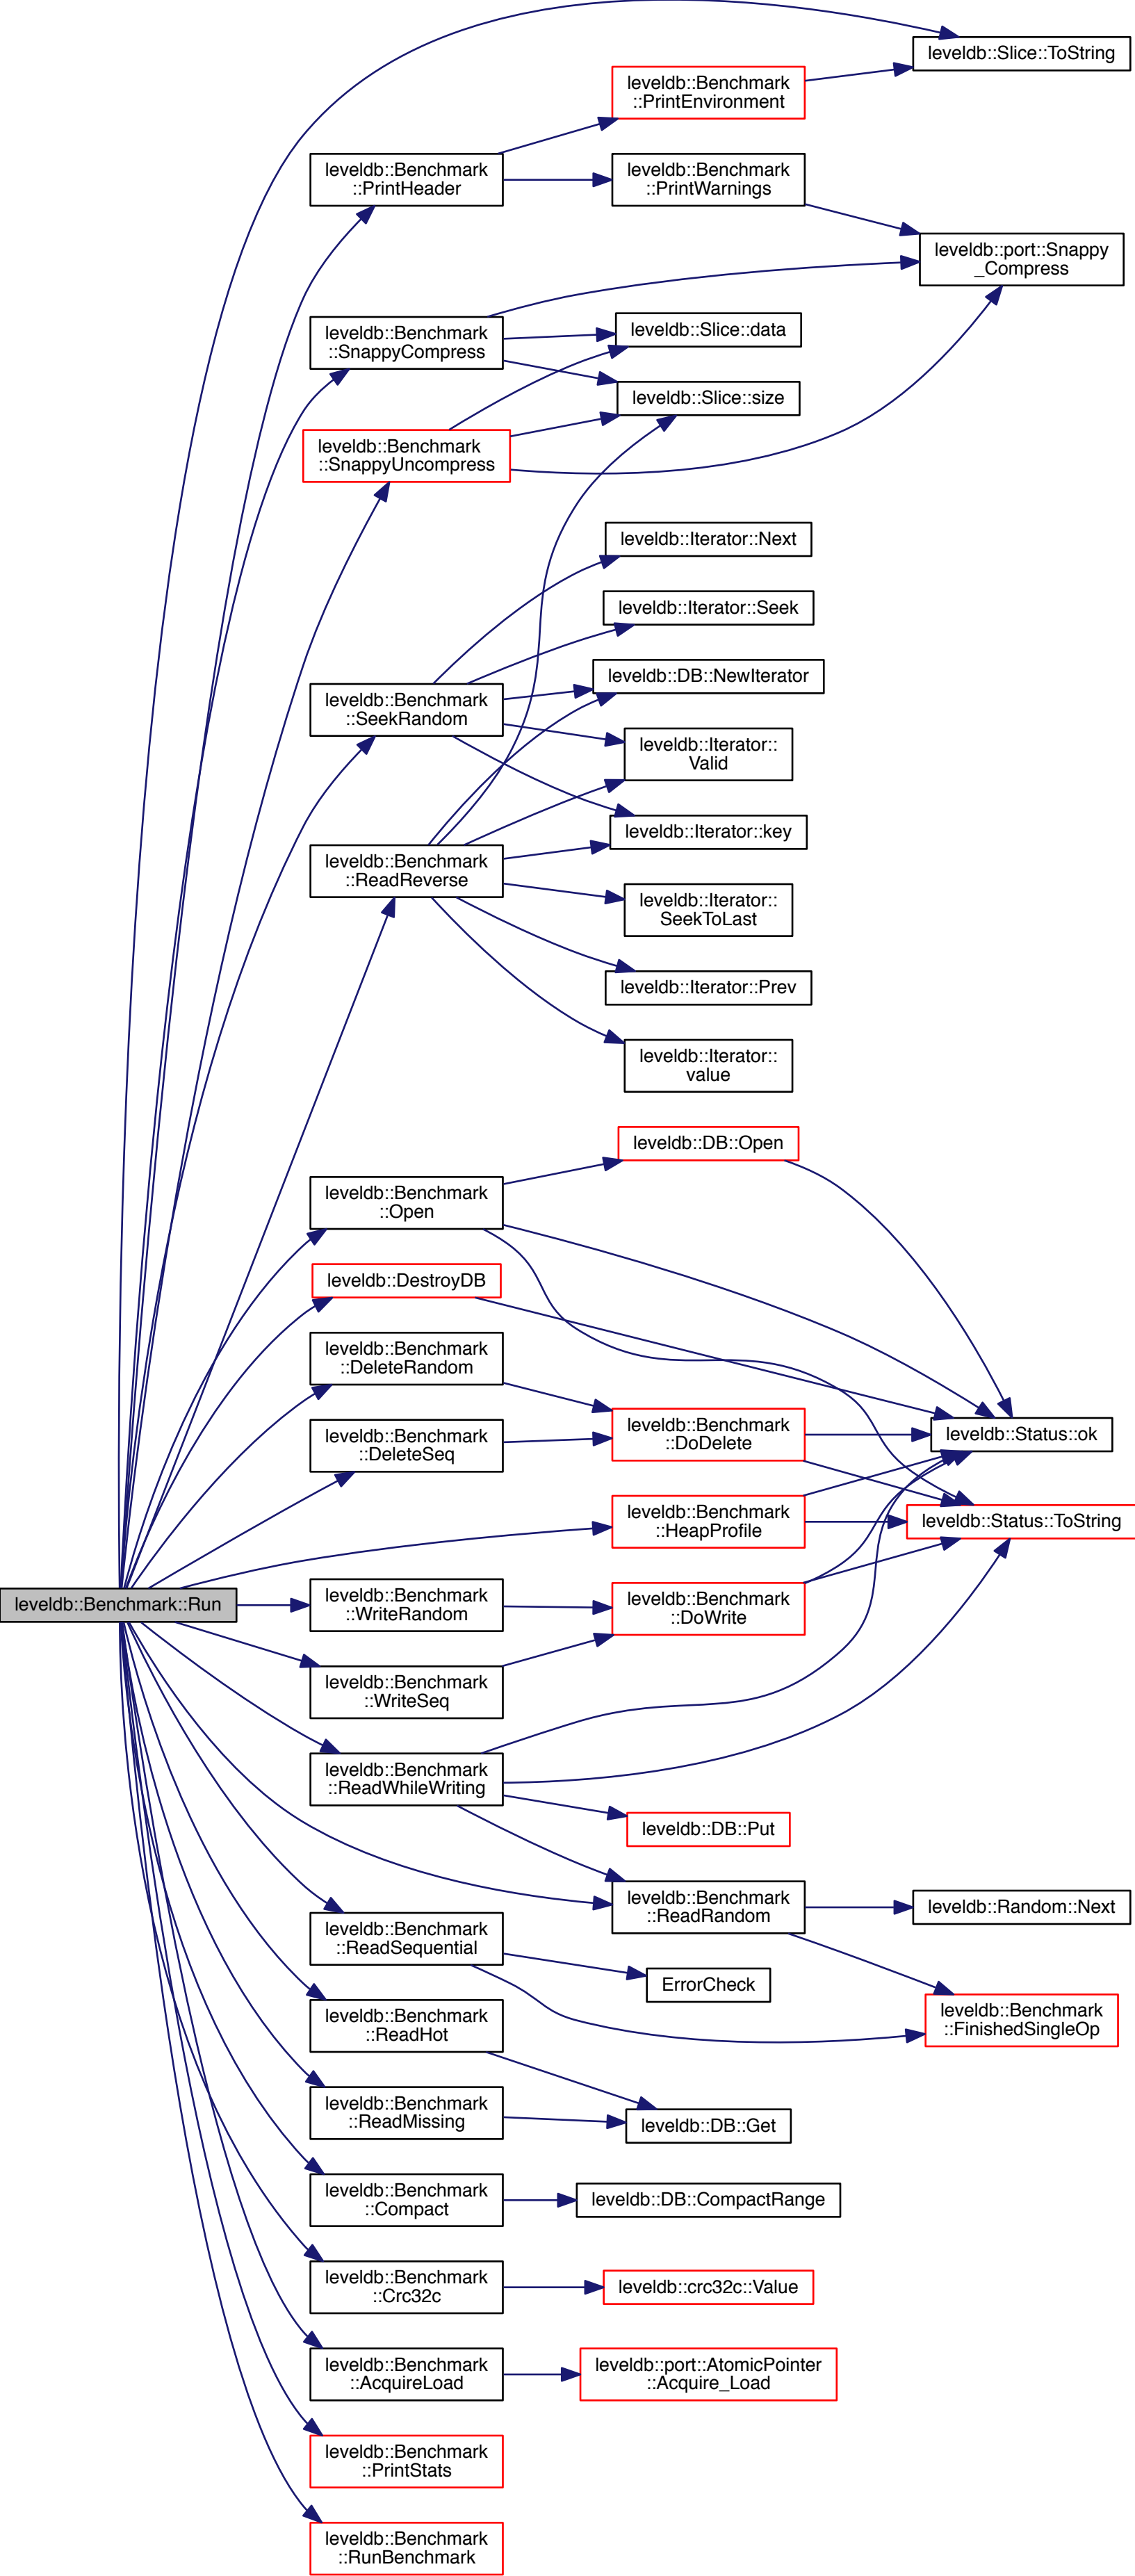 leveldb::Slice::ToString
leveldb::Benchmark
::PrintEnvironment
leveldb::Benchmark
::PrintHeader
leveldb::Benchmark
::PrintWarnings
leveldb::port::Snappy
_Compress
leveldb::Benchmark
::SnappyCompress
leveldb::Slice::data
leveldb::Slice::size
leveldb::Benchmark
::SnappyUncompress
leveldb::Iterator::Next
leveldb::Iterator::Seek
leveldb::DB::NewIterator
leveldb::Benchmark
::SeekRandom
leveldb::Iterator::
Valid
leveldb::Iterator::key
leveldb::Benchmark
::ReadReverse
leveldb::Iterator::
SeekToLast
leveldb::Iterator::Prev
leveldb::Iterator::
value
leveldb::DB::Open
leveldb::Benchmark
::Open
leveldb::DestroyDB
leveldb::Benchmark
::DeleteRandom
leveldb::Benchmark
::DeleteSeq
leveldb::Benchmark
::DoDelete
leveldb::Status::ok
leveldb::Benchmark
::HeapProfile
leveldb::Status::ToString
leveldb::Benchmark::Run
leveldb::Benchmark
::WriteRandom
leveldb::Benchmark
::DoWrite
leveldb::Benchmark
::WriteSeq
leveldb::Benchmark
::ReadWhileWriting
leveldb::DB::Put
leveldb::Benchmark
::ReadRandom
leveldb::Random::Next
leveldb::Benchmark
::ReadSequential
ErrorCheck
leveldb::Benchmark
::FinishedSingleOp
leveldb::Benchmark
::ReadHot
leveldb::Benchmark
::ReadMissing
leveldb::DB::Get
leveldb::Benchmark
::Compact
leveldb::DB::CompactRange
leveldb::Benchmark
::Crc32c
leveldb::crc32c::Value
leveldb::Benchmark
::AcquireLoad
leveldb::port::AtomicPointer
::Acquire_Load
leveldb::Benchmark
::PrintStats
leveldb::Benchmark
::RunBenchmark